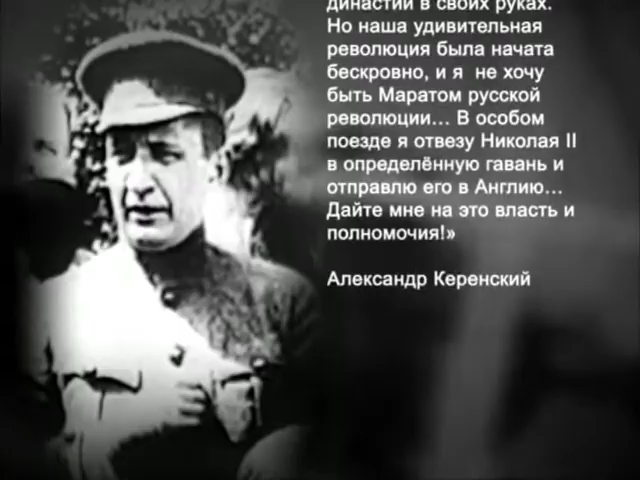 династии в своих руках.
Но наша удивительная
революция была начата
бескровно, и я не хочу
быть Маратом русской
революции... В особом
поезде я отвезу Николая II
в определённую гавань и
отправлю его в Англию...
Дайте мне на это власть и
полномочия!»
Александр Керенский